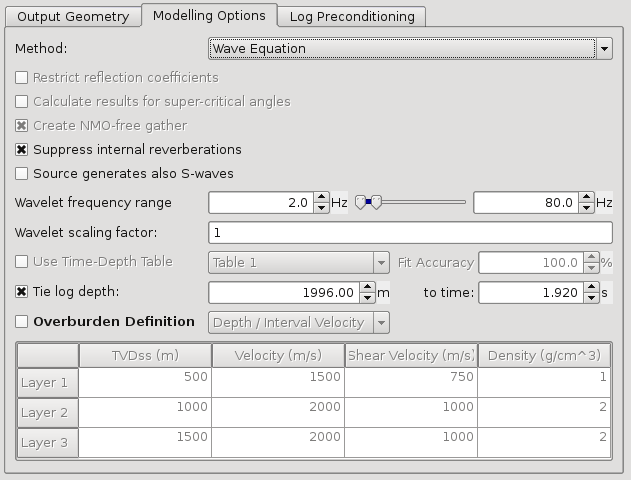 Output Geometry Modelling Options Log Preconditioning
Method: Wave Equation
Restrict reflection coefficients
Calculate results for super-critical angles
Create NMO-free gather
Suppress internal reverberations
Source generates also S-waves
Wavelet frequency range 2.0 Hz 80.0 Hz
Wavelet scaling factor: 1
Use Time-Depth Table Table 1 Fit Accuracy 100.0 %
Tie log depth: 1996.00 m to time: 1.920 s
Overburden Definition Depth / Interval Velocity
TVDss (m) Velocity (m/s) Shear Velocity (m/s) Density (g/cm^3)
Layer 1 500 1500 750 1
Layer 2 1000 2000 1000 2
Layer 3 1500 2000 1000 2